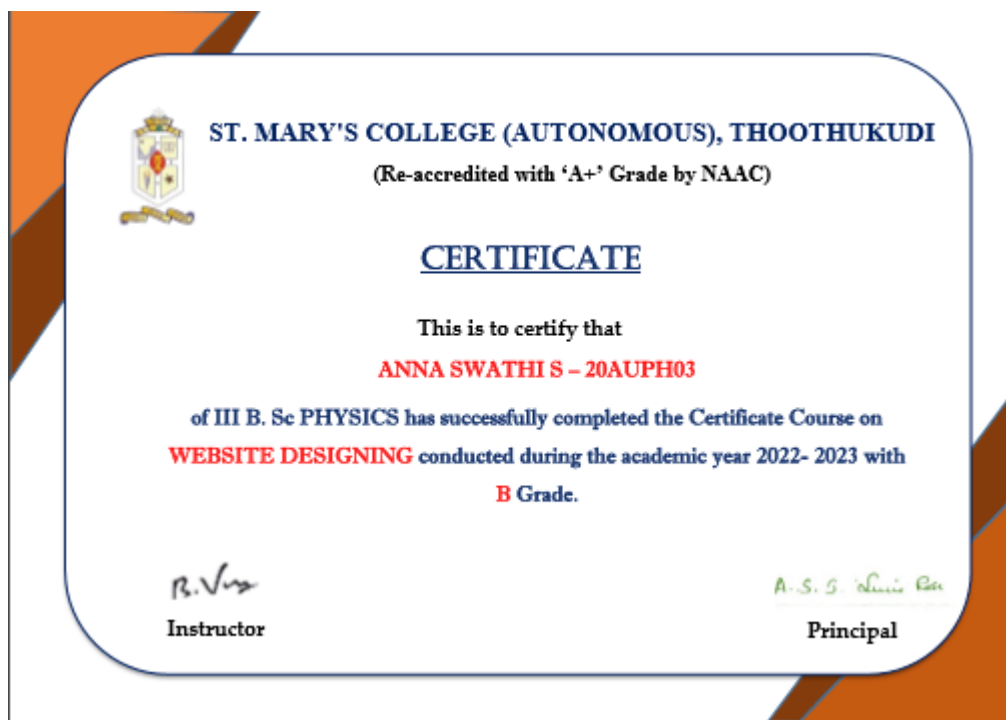 ST. MARY'S COLLEGE (AUTONOMOUS), THOOTHUKUDI
(Re-accredited with ‘A+’ Grade by NAAC)
CERTIFICATE
This is to certify that
ANNA SWATHI S – 20AUPH03
of III B. Sc PHYSICS has successfully completed the Certificate Course on
WEBSITE DESIGNING conducted during the academic year 2022- 2023 with
B Grade.
Instructor
Principal